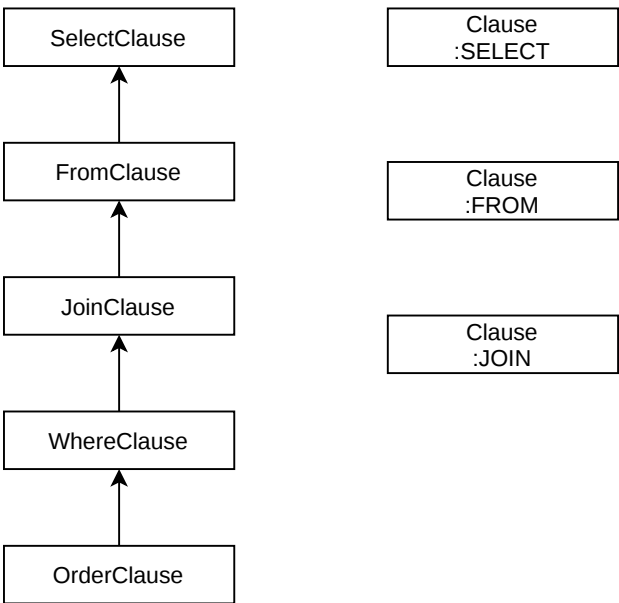 SelectClause
FromClause
JoinClause
WhereClause
OrderClause
Clause
:SELECT
Clause
:FROM
Clause
:JOIN